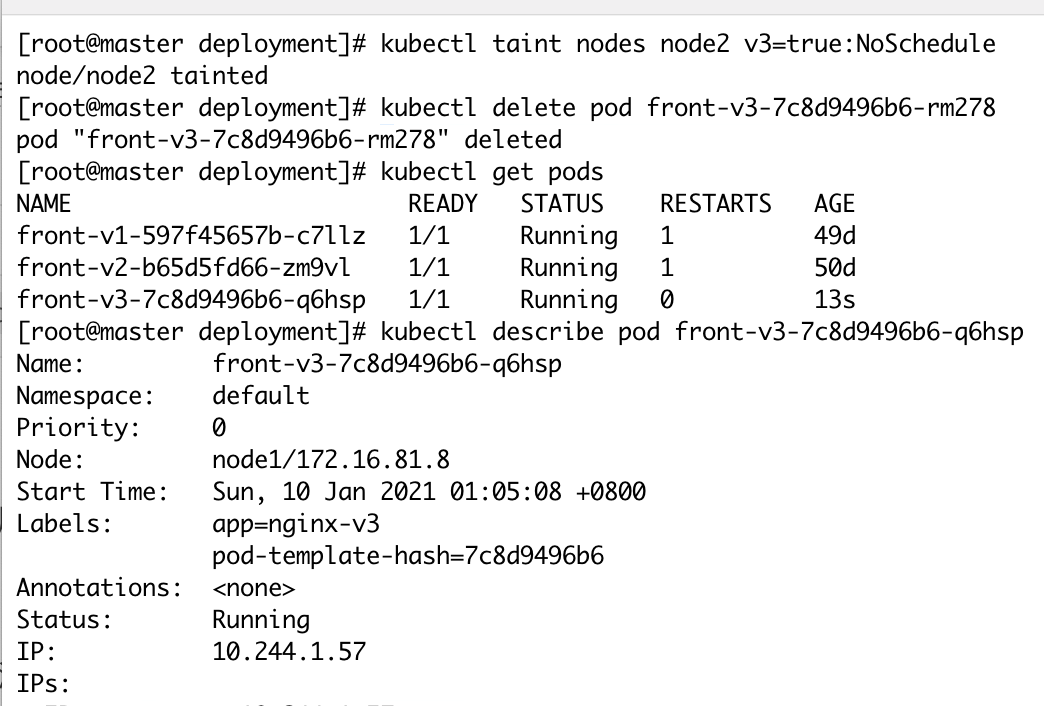 [root@master deployment]# kubectl taint nodes node2 v3=true:NoSchedule
node/node2 tainted
[root@master deployment]# kubectl delete pod front-v3-7c8d9496b6-rm278
pod "front-v3-7c8d9496b6-rm278" deleted
[root@master deployment]# kubectl get pods
NAME                        READY   STATUS    RESTARTS   AGE
front-v1-597f45657b-c7llz   1/1     Running   1          49d
front-v2-b65d5fd66-zm9vl    1/1     Running   1          50d
front-v3-7c8d9496b6-q6hsp   1/1     Running   0          13s
[root@master deployment]# kubectl describe pod front-v3-7c8d9496b6-q6hsp
Name:         front-v3-7c8d9496b6-q6hsp
Namespace:    default
Priority:     0
Node:         node1/172.16.81.8
Start Time:   Sun, 10 Jan 2021 01:05:08 +0800
Labels:       app=nginx-v3
              pod-template-hash=7c8d9496b6
Annotations:  <none>
Status:       Running
IP:           10.244.1.57
IPs: